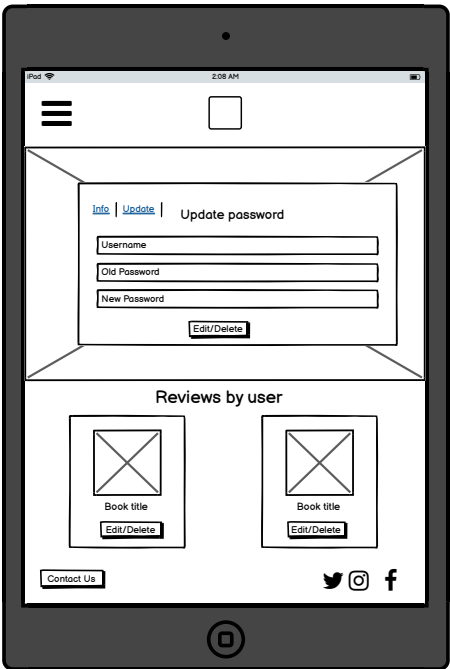 iPad 2:08 AM
Info Update Update password
Username
Old Password
New Password
Edit/Delete
Reviews by user
Book title Book title
Edit/Delete Edit/Delete
Contact Us